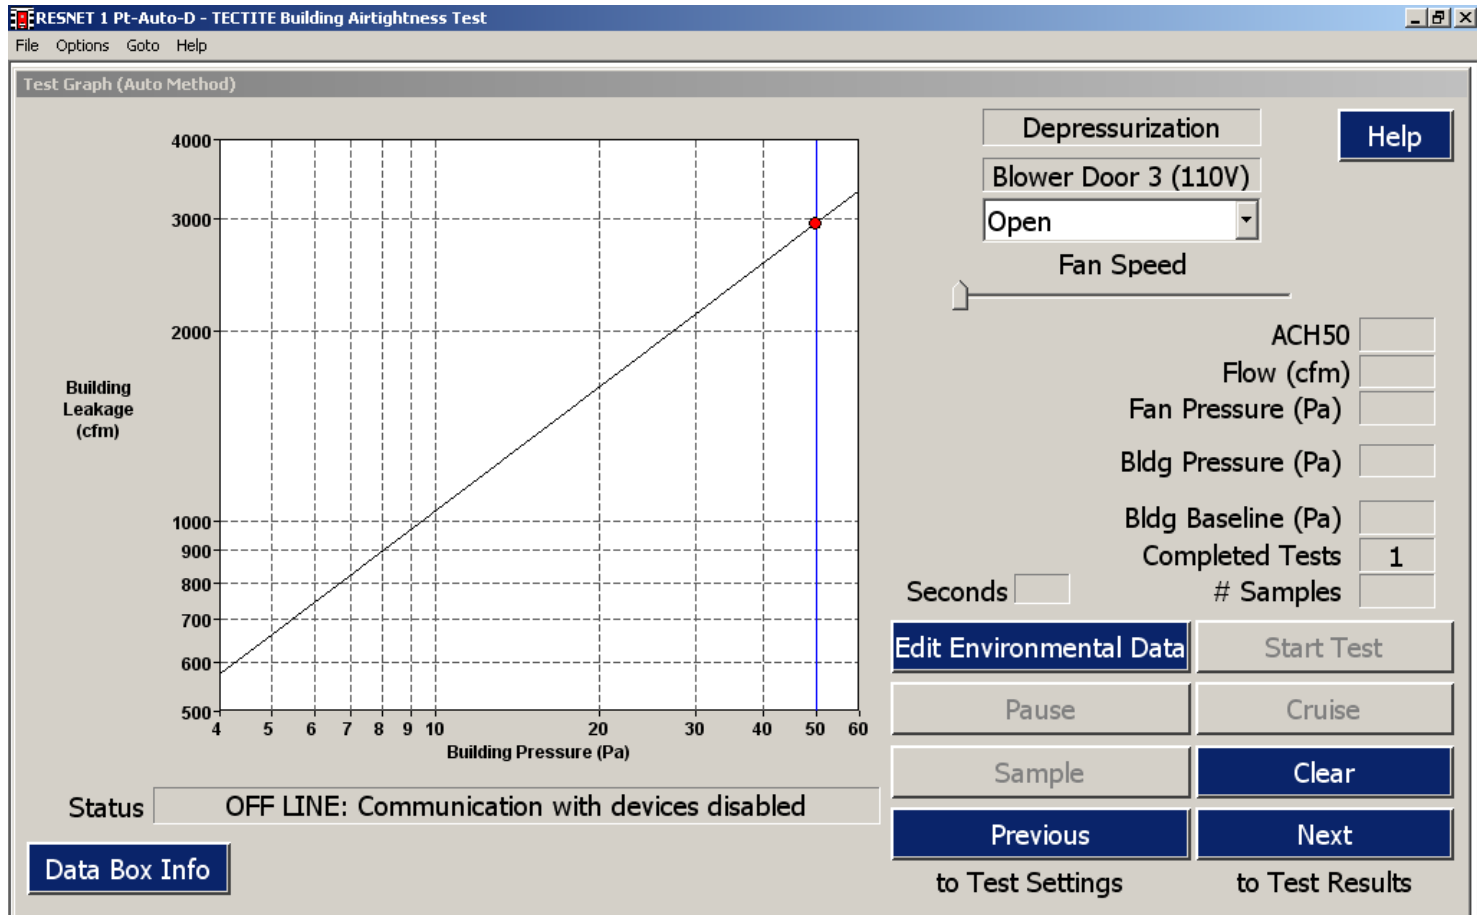 RESNET 1 Pt-Auto-D - TECTITE Building Airtightness Test
File Options Goto Help
Test Graph (Auto Method)
4000
3000
2000
1000
900
800
700
600
500
Building
Leakage
(cfm)
4 5 6 7 8 9 10 20 30 40 50 60
Building Pressure (Pa)
Status OFF LINE: Communication with devices disabled
Data Box Info
Depressurization
Help
Blower Door 3 (110V)
Open
Fan Speed
ACH50
Flow (cfm)
Fan Pressure (Pa)
Bldg Pressure (Pa)
Bldg Baseline (Pa)
Completed Tests 1
Seconds # Samples
Edit Environmental Data Start Test
Pause Cruise
Sample Clear
Previous Next
to Test Settings to Test Results